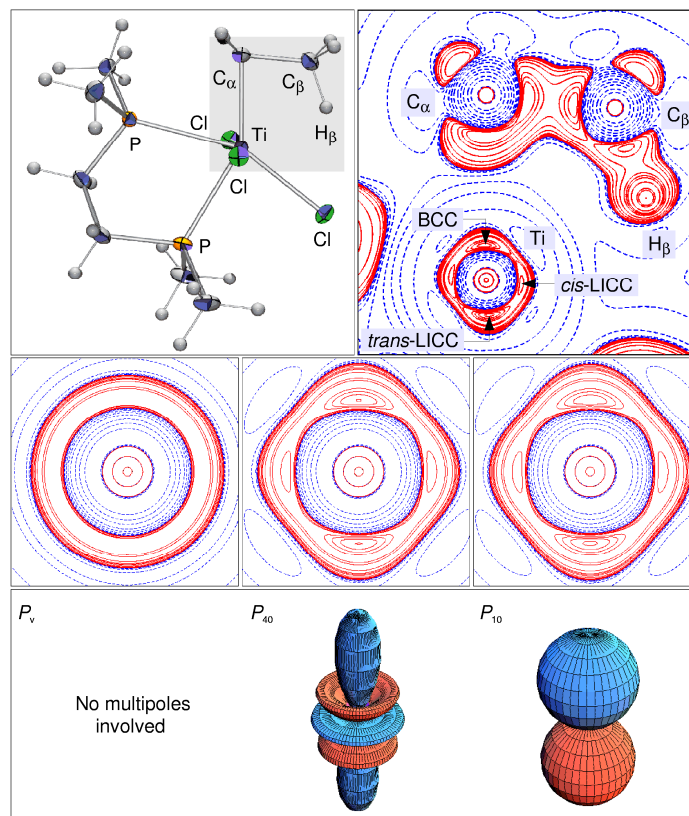 Cα
Cβ
Hβ
Cl
Ti
P
Cl
P
Cl
Cα
Cβ
BCC
Ti
Hβ
cis-LICC
trans-LICC
Pv
P40
P10
No multipoles
involved